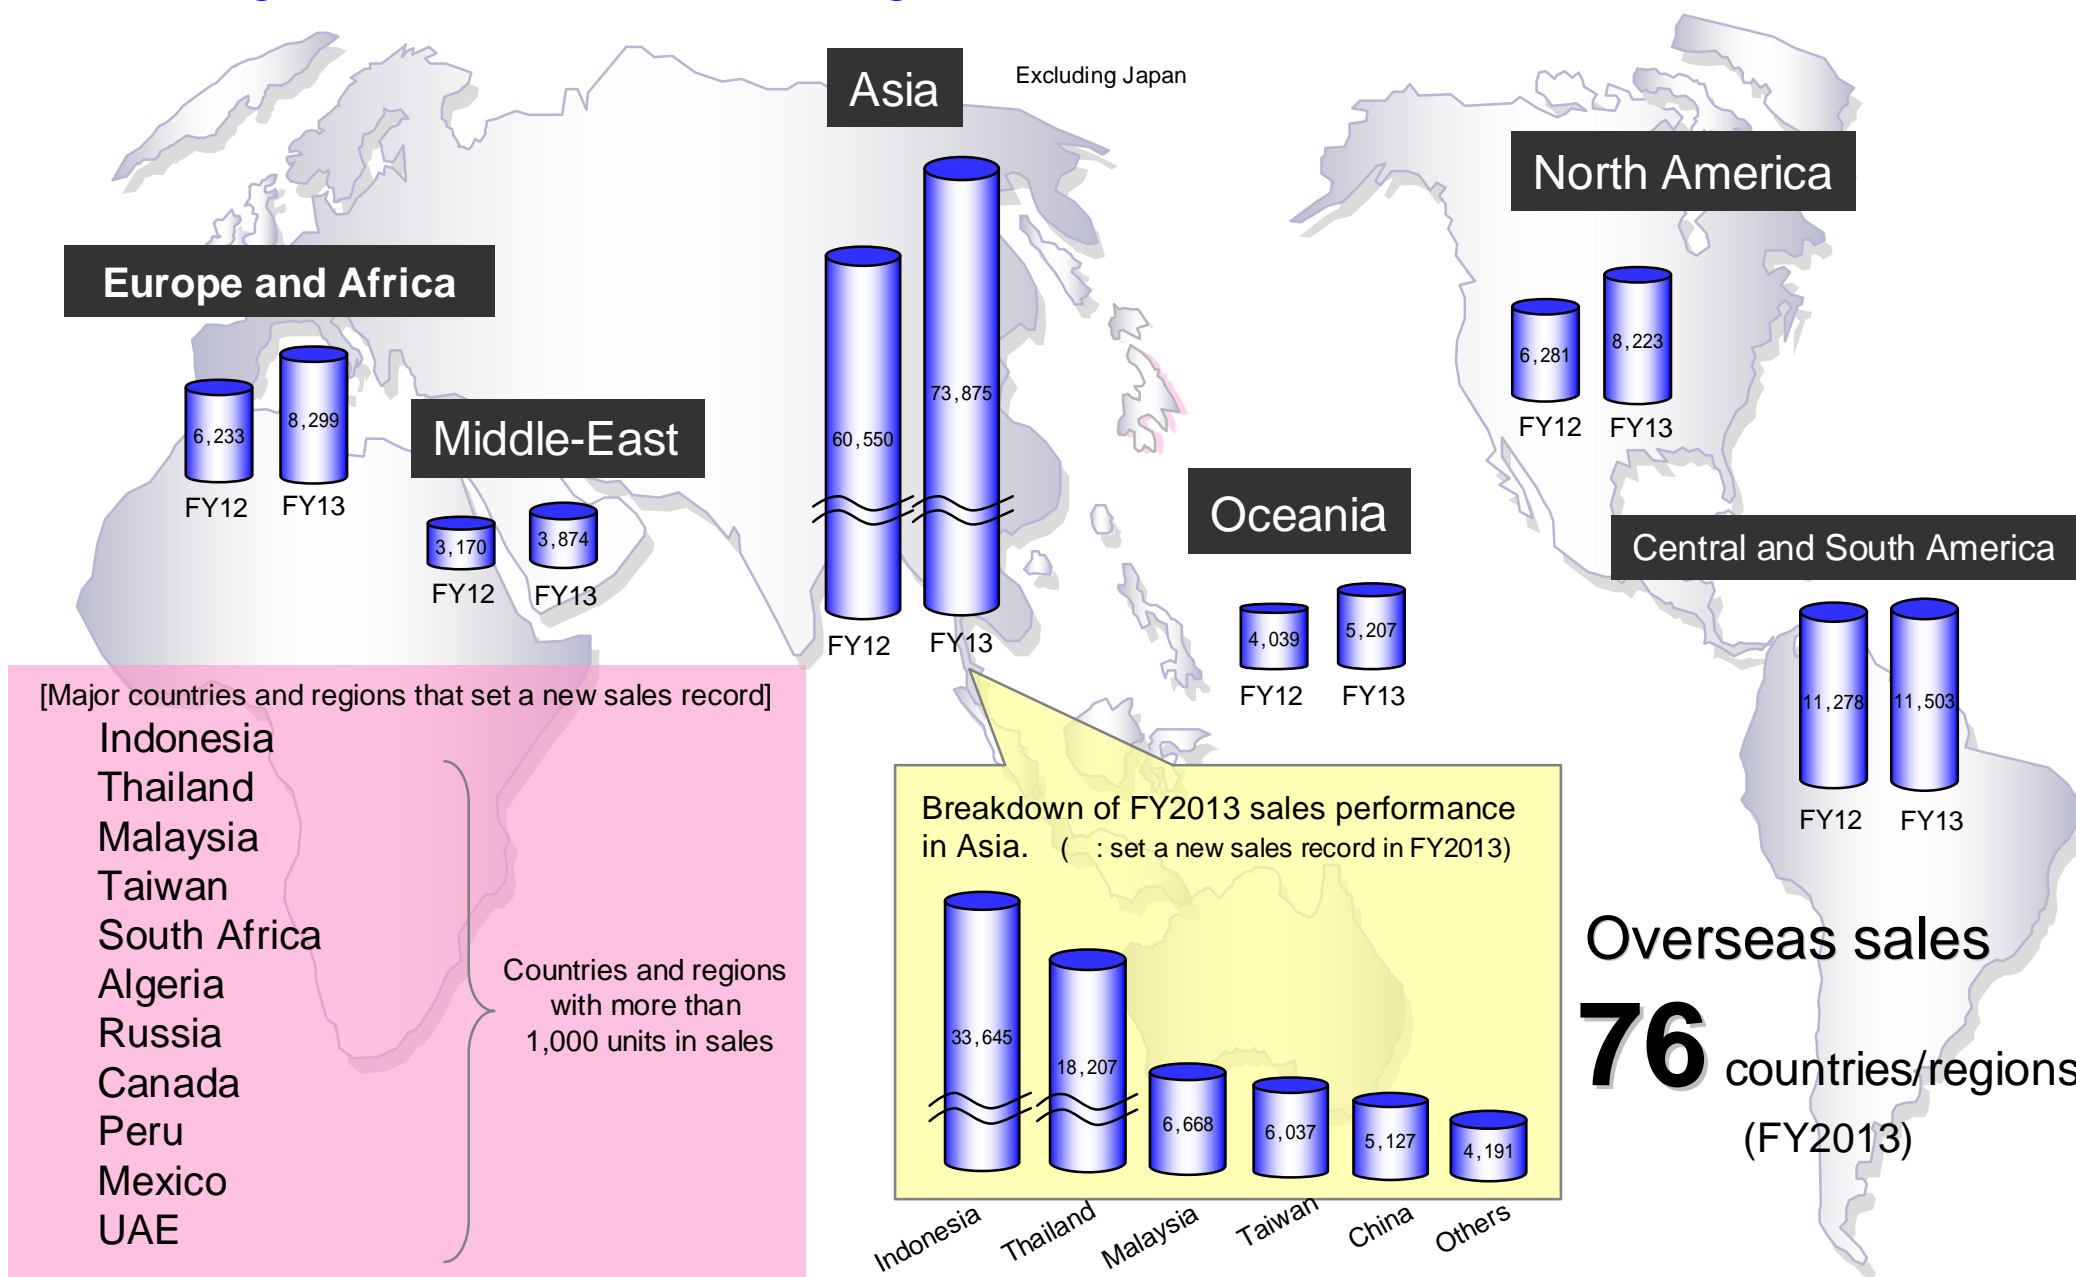 Asia
Excluding Japan
North America
Europe and Africa
6,281
8,223
FY12
FY13
6,233
8,299
FY12
FY13
Middle-East
3,170
3,874
FY12
FY13
60,550
73,875
FY12
FY13
Oceania
4,039
5,207
FY12
FY13
Central and South America
11,278
11,503
FY12
FY13
[Major countries and regions that set a new sales record]
Indonesia
Thailand
Malaysia
Taiwan
South Africa
Algeria
Russia
Canada
Peru
Mexico
UAE
Countries and regions
with more than
1,000 units in sales
Breakdown of FY2013 sales performance
in Asia. (  : set a new sales record in FY2013)
33,645
18,207
6,668
6,037
5,127
4,191
Indonesia
Thailand
Malaysia
Taiwan
China
Others
Overseas sales
76 countries/regions
(FY2013)